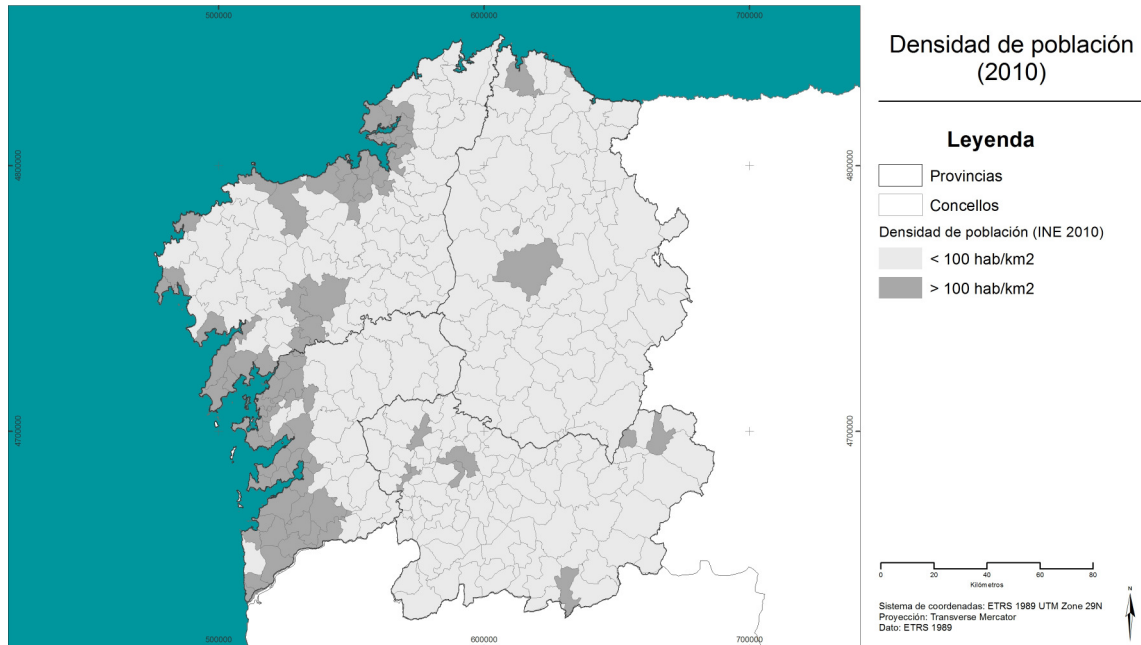 500000
600000
700000
4800000
4800000
4700000
4700000
500000
600000
700000
Densidad de población
(2010)
Leyenda
Provincias
Concellos
Densidad de población (INE 2010)
< 100 hab/km2
> 100 hab/km2
0 20 40 60 80
Kilómetros
Sistema de coordenadas: ETRS 1989 UTM Zone 29N
Proyección: Transverse Mercator
Dato: ETRS 1989
N